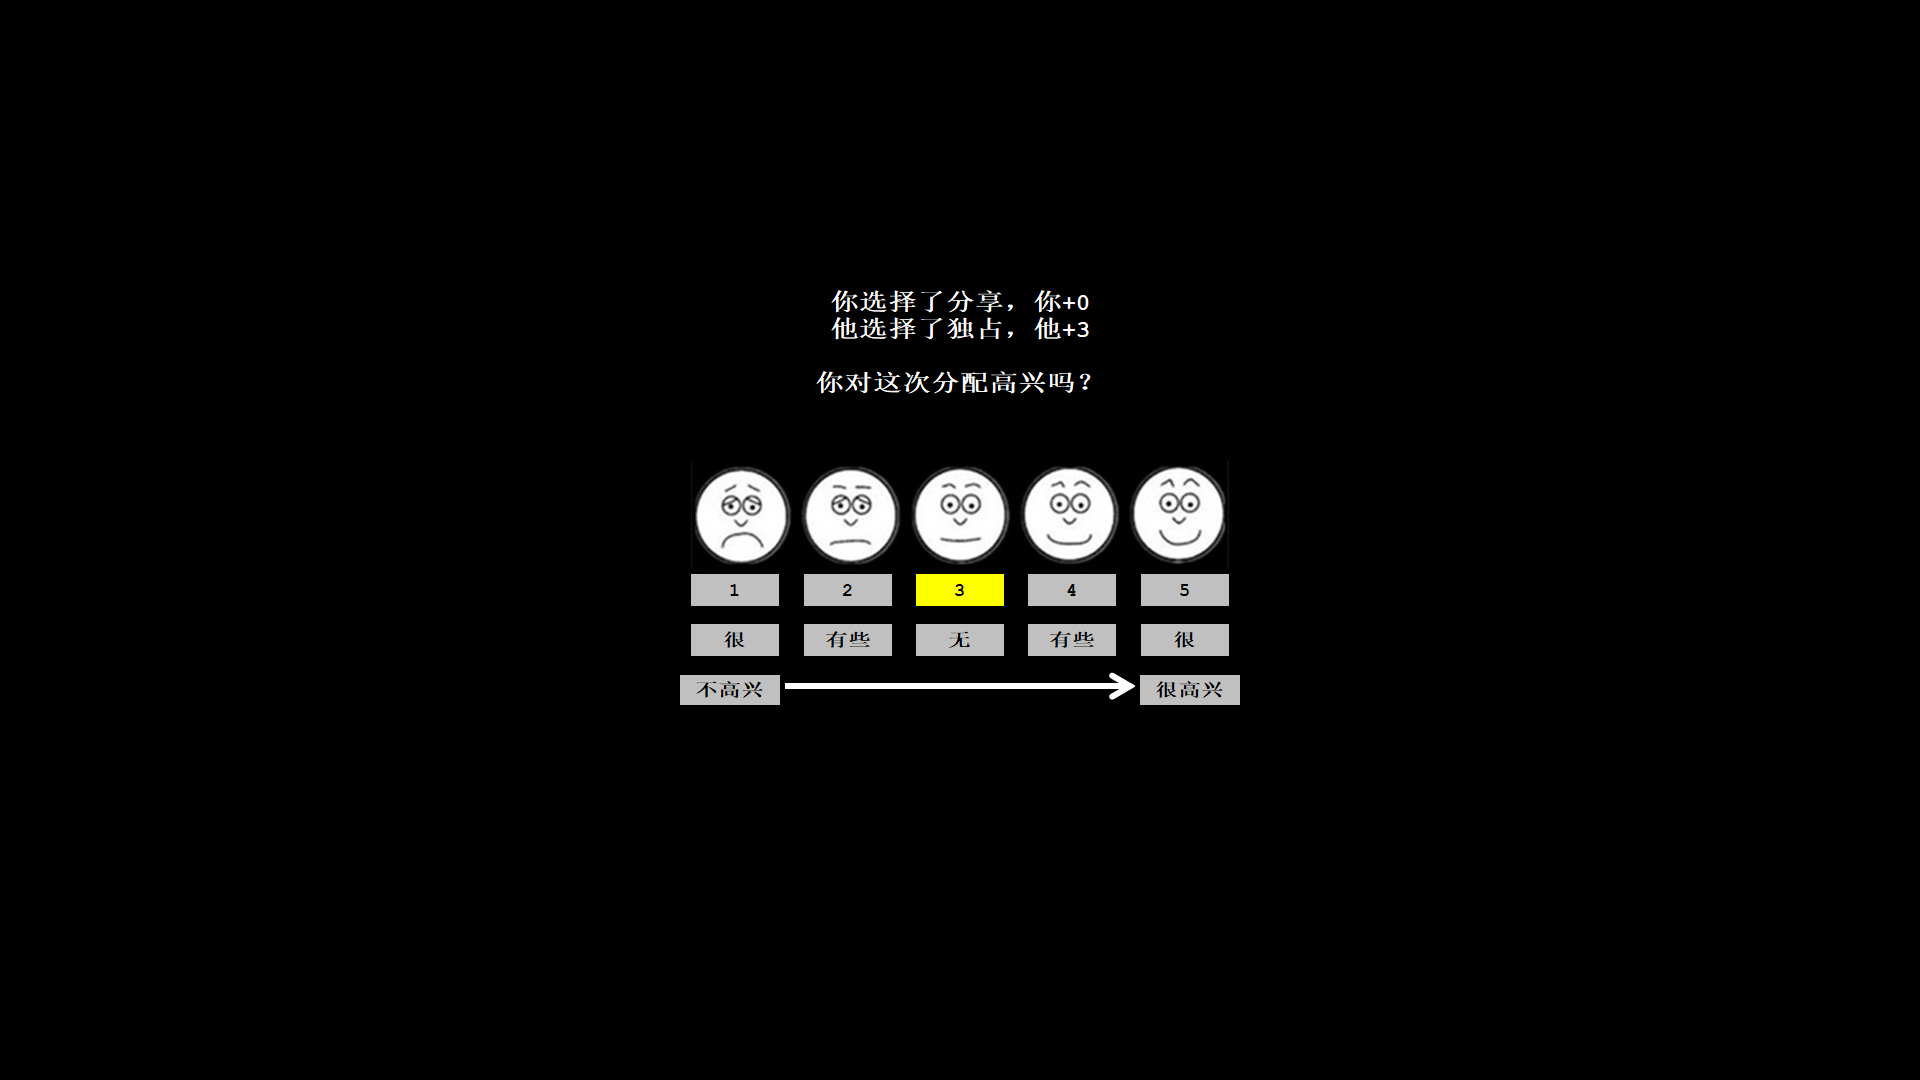 你选择了分享，你+0
他选择了独占，他+3
你对这次分配高兴吗？
1 2 3 4 5
很 有些 无 有些 很
不高兴 很高兴